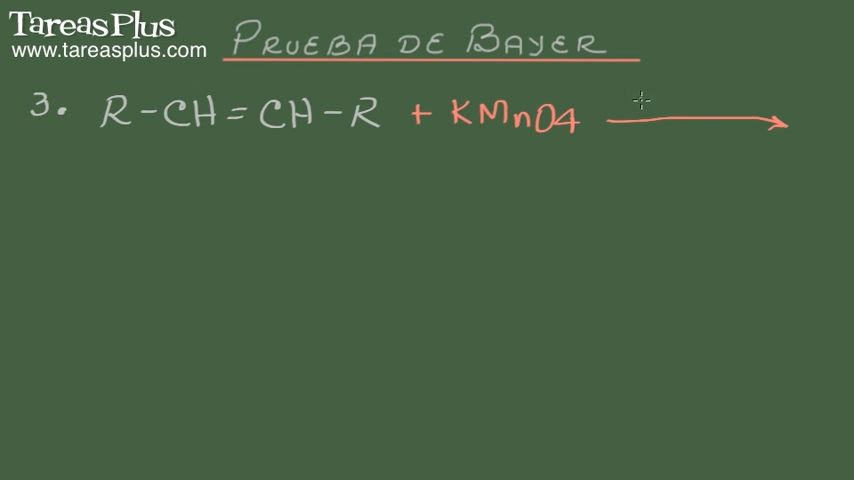 TareasPlus
www.tareasplus.com
PRUEBA DE BAYER
3. R-CH=CH-R + KMnO4